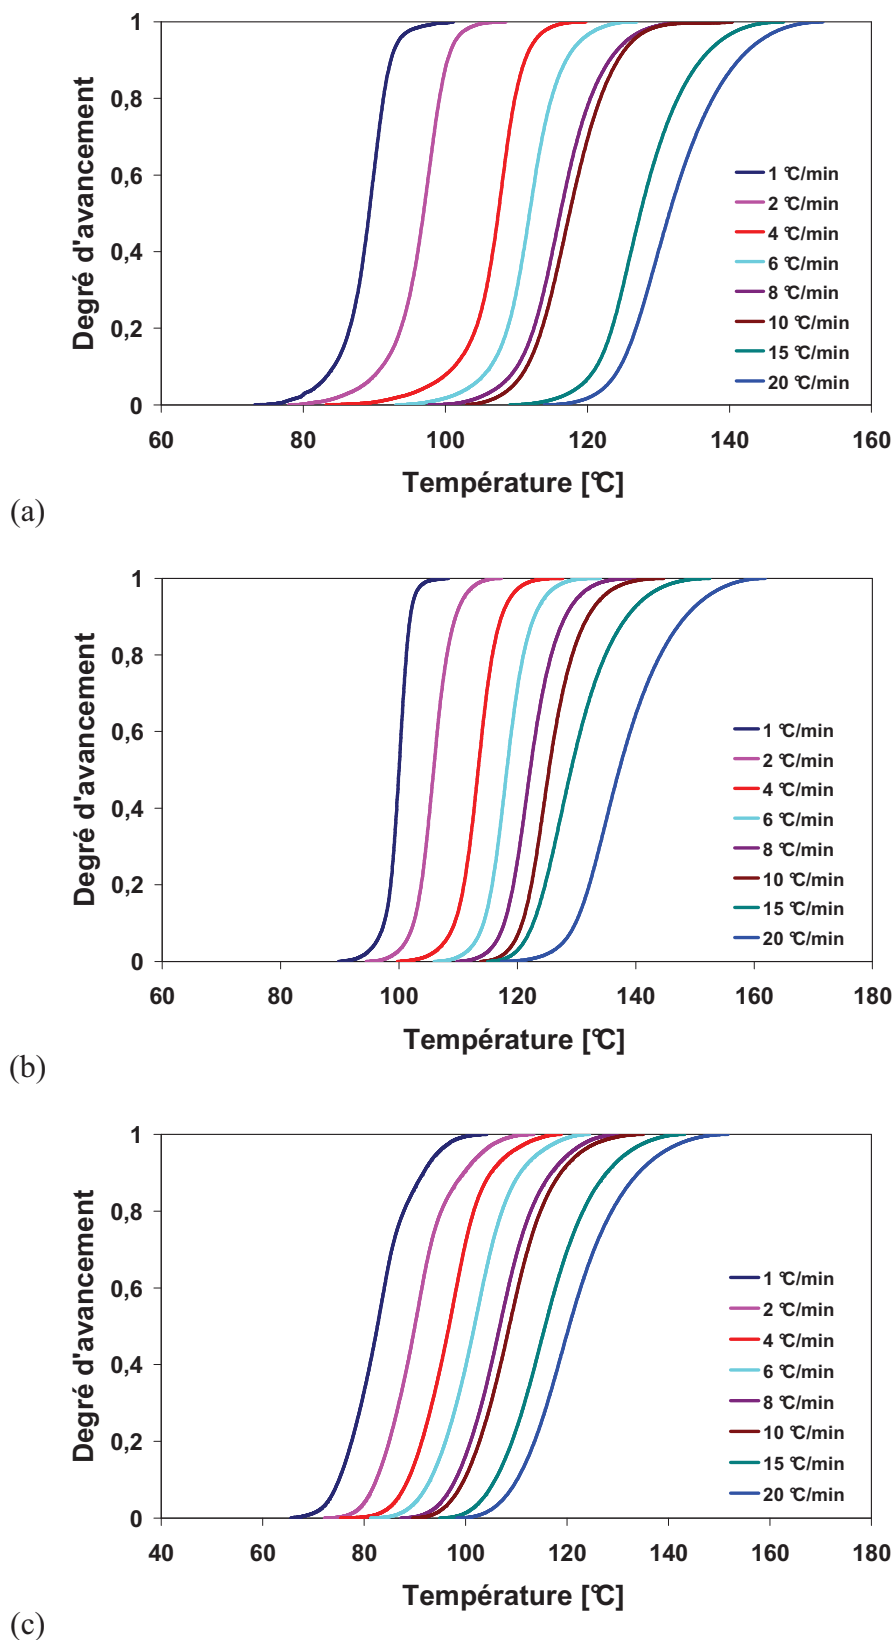 1
0,8
0,6
0,4
0,2
0
Degré d'avancement
1 °C/min
2 °C/min
4 °C/min
6 °C/min
8 °C/min
10 °C/min
15 °C/min
20 °C/min
60 80 100 120 140 160
Température [°C]
(a)
1
0,8
0,6
0,4
0,2
0
Degré d'avancement
1 °C/min
2 °C/min
4 °C/min
6 °C/min
8 °C/min
10 °C/min
15 °C/min
20 °C/min
60 80 100 120 140 160 180
Température [°C]
(b)
1
0,8
0,6
0,4
0,2
0
Degré d'avancement
1 °C/min
2 °C/min
4 °C/min
6 °C/min
8 °C/min
10 °C/min
15 °C/min
20 °C/min
40 60 80 100 120 140 160 180
Température [°C]
(c)